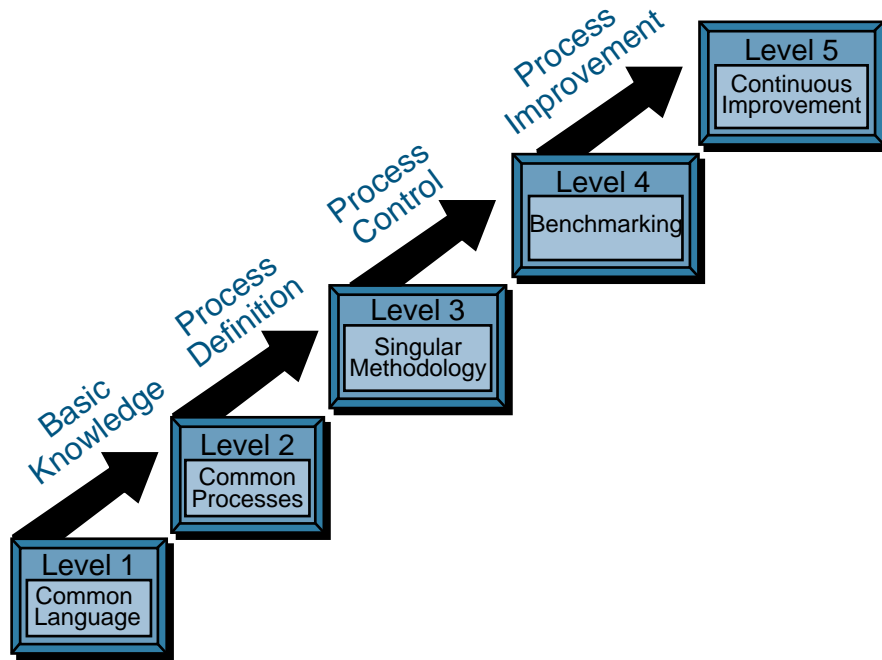 Level 5
Continuous
Improvement
Process
Improvement
Level 4
Benchmarking
Process
Control
Level 3
Singular
Methodology
Process
Definition
Level 2
Common
Processes
Basic
Knowledge
Level 1
Common
Language